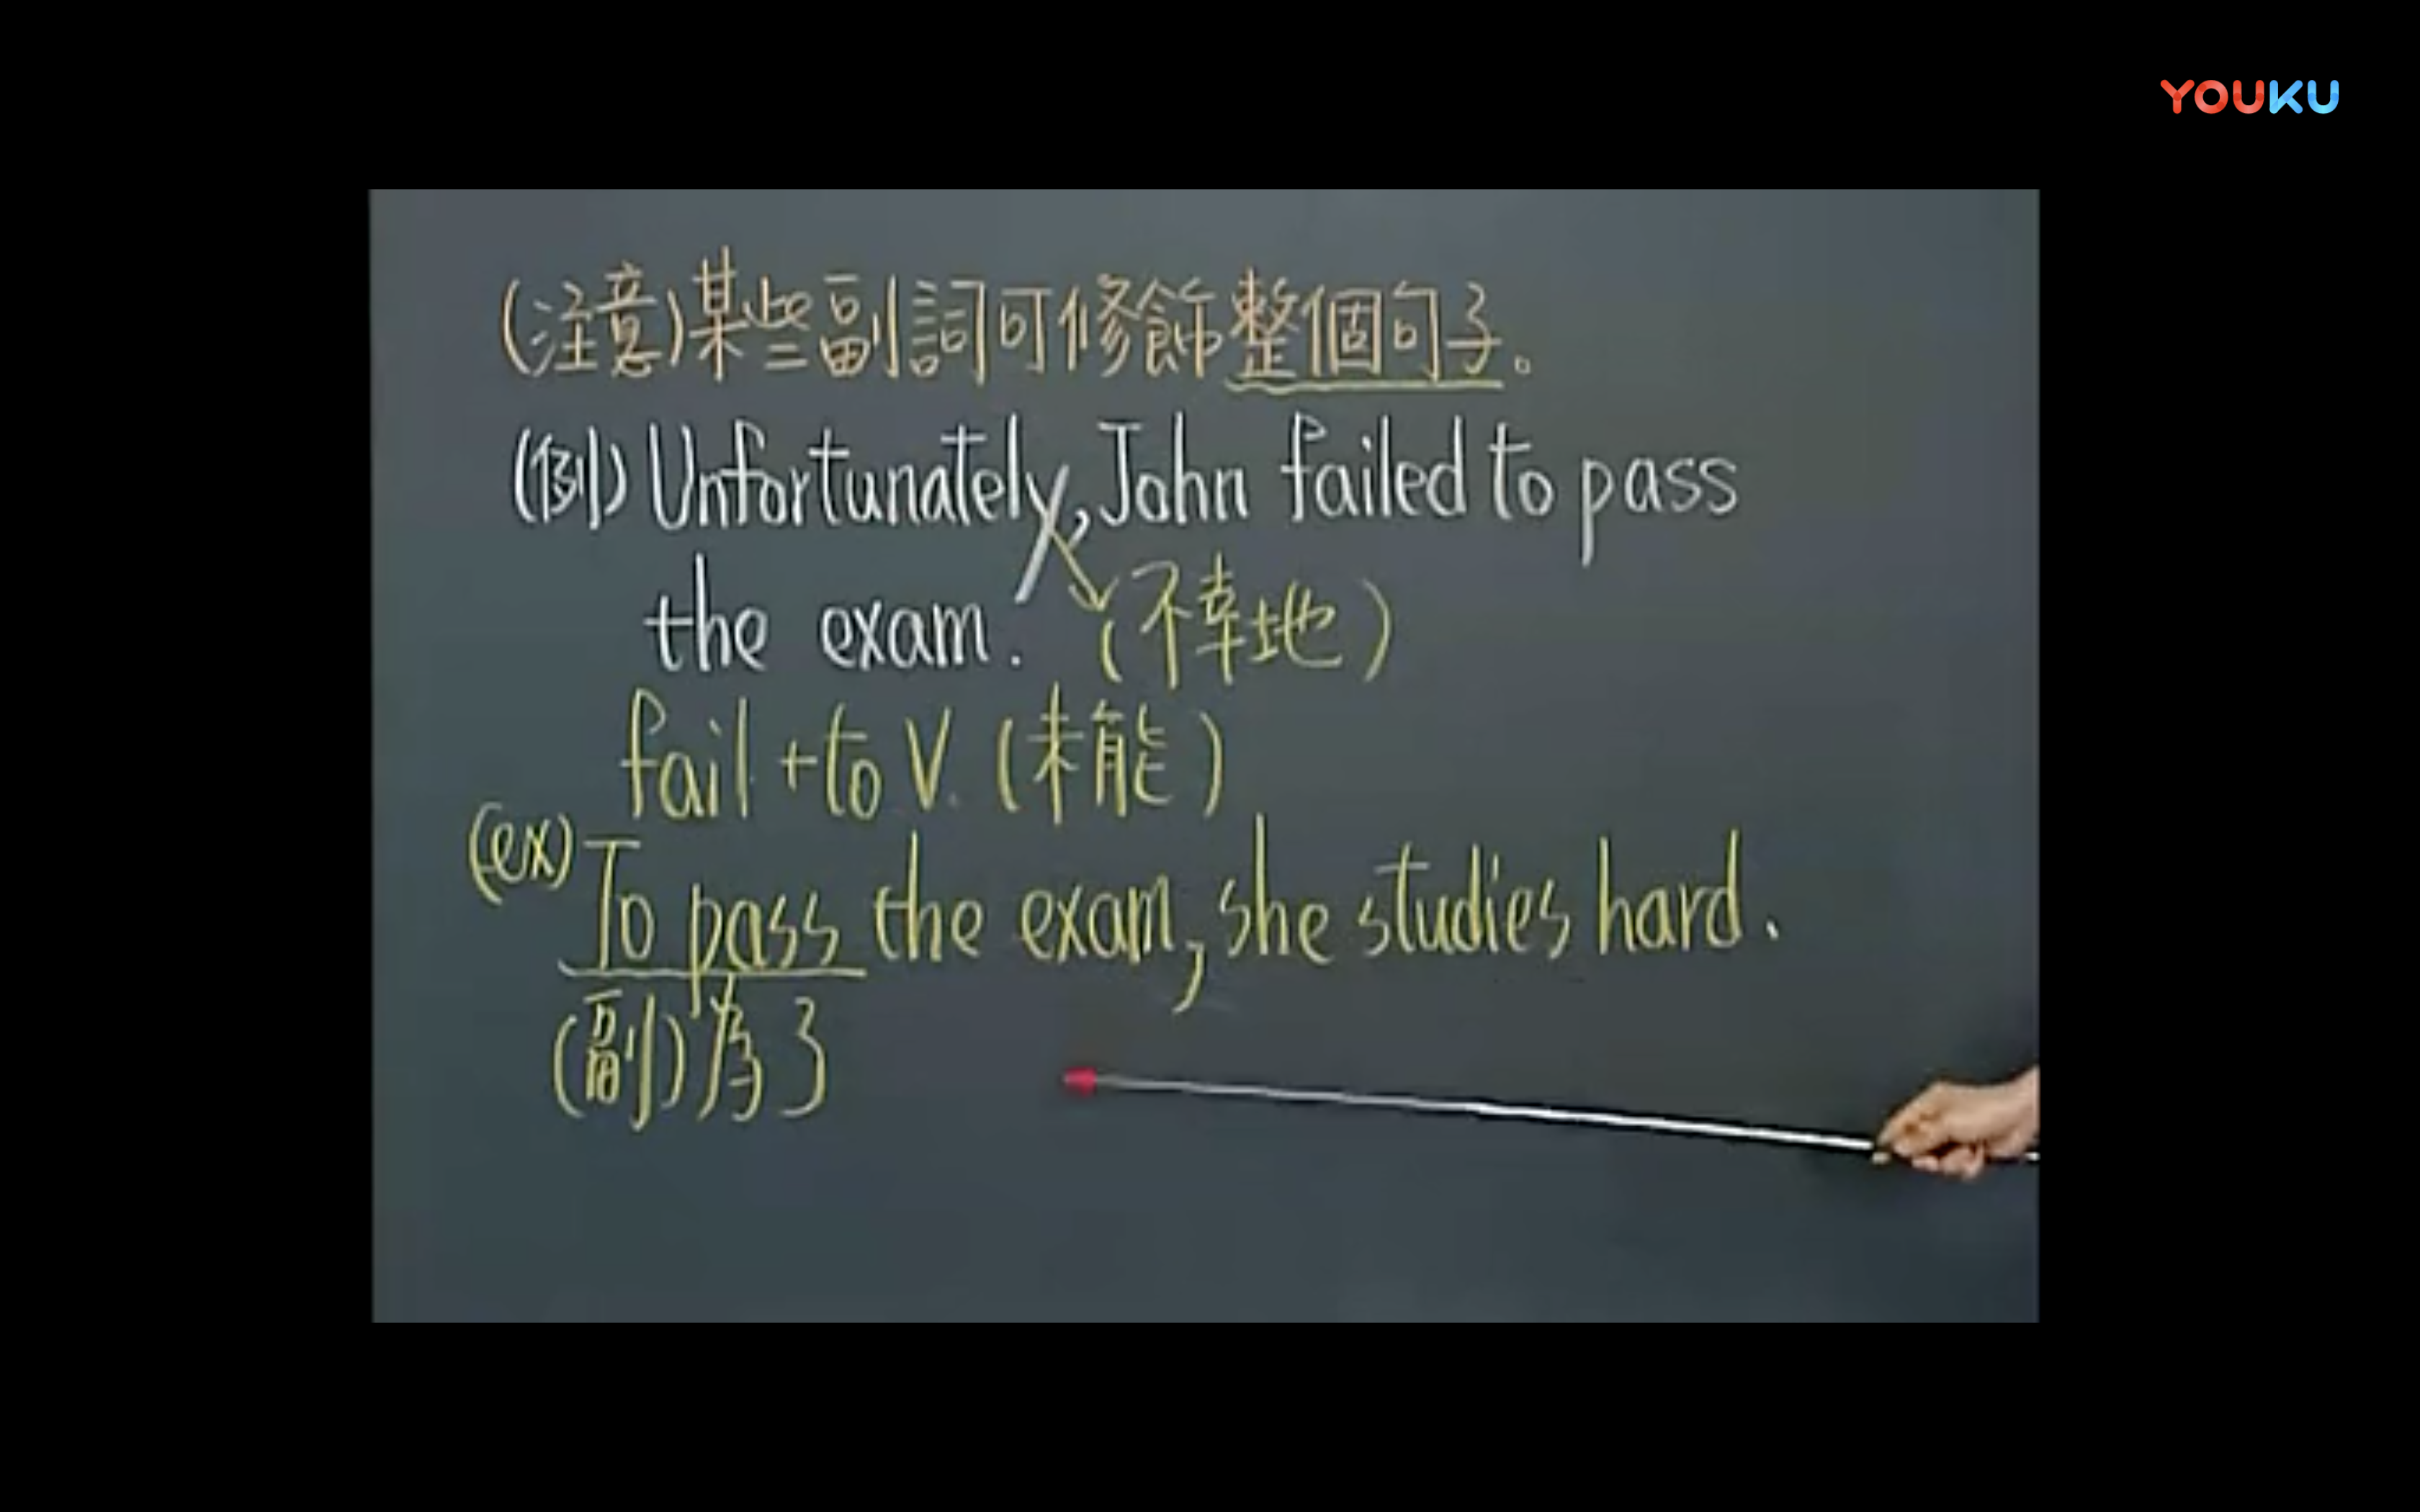 YOUKU
(注意)某些副詞可修飾整個句子。
(例) Unfortunately, John failed to pass
the exam. (不幸地)
fail + to V. (未能)
(ex) To pass the exam, she studies hard.
(副) 為了